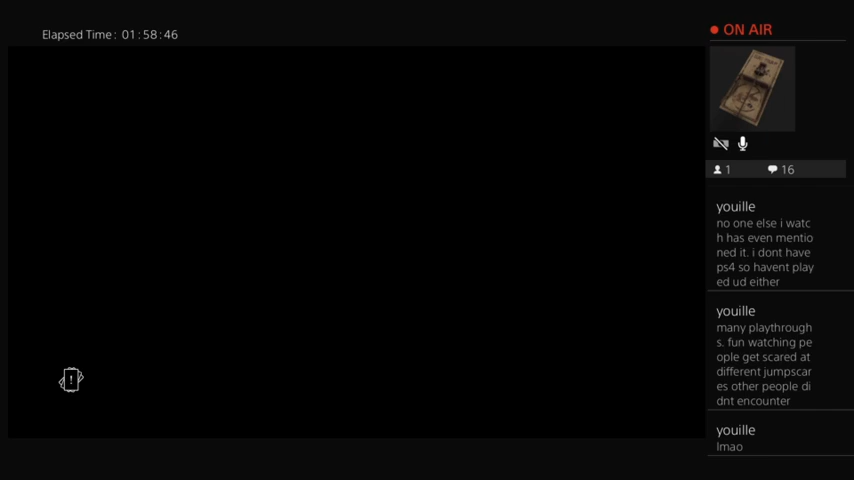 Elapsed Time: 01:58:46
ON AIR
1 16
youille
no one else i watc
h has even mentio
ned it. i dont have
ps4 so havent play
ed ud either
youille
many playthrough
s. fun watching pe
ople get scared at
different jumpscar
es other people di
dnt encounter
youille
lmao
!